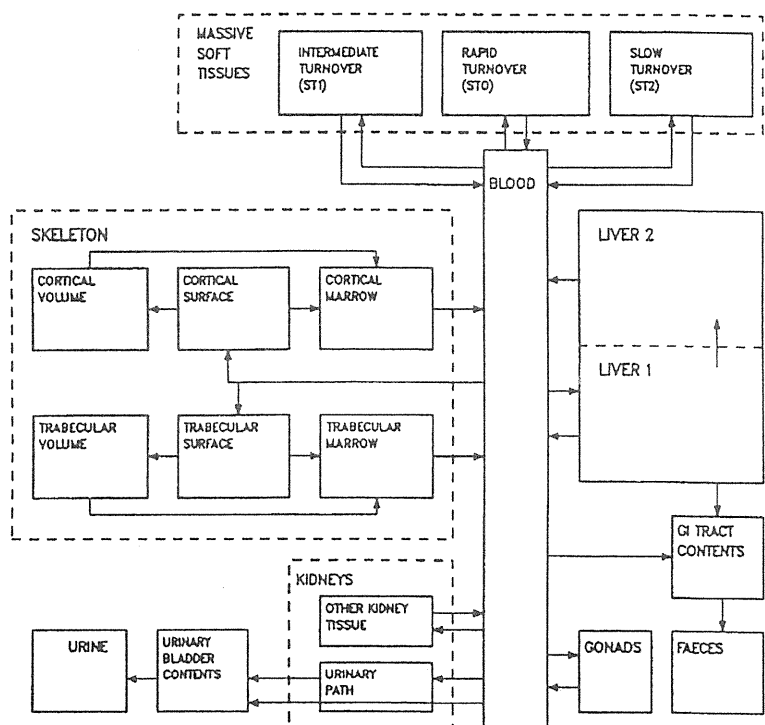 MASSIVE
SOFT
TISSUES
INTERMEDIATE
TURNOVER
(ST1)
RAPID
TURNOVER
(ST0)
SLOW
TURNOVER
(ST2)
BLOOD
SKELETON
CORTICAL
VOLUME
CORTICAL
SURFACE
CORTICAL
MARROW
TRABECULAR
VOLUME
TRABECULAR
SURFACE
TRABECULAR
MARROW
LIVER 2
LIVER 1
GI TRACT
CONTENTS
KIDNEYS
OTHER KIDNEY
TISSUE
URINARY
PATH
URINE
URINARY
BLADDER
CONTENTS
GONADS
FAECES